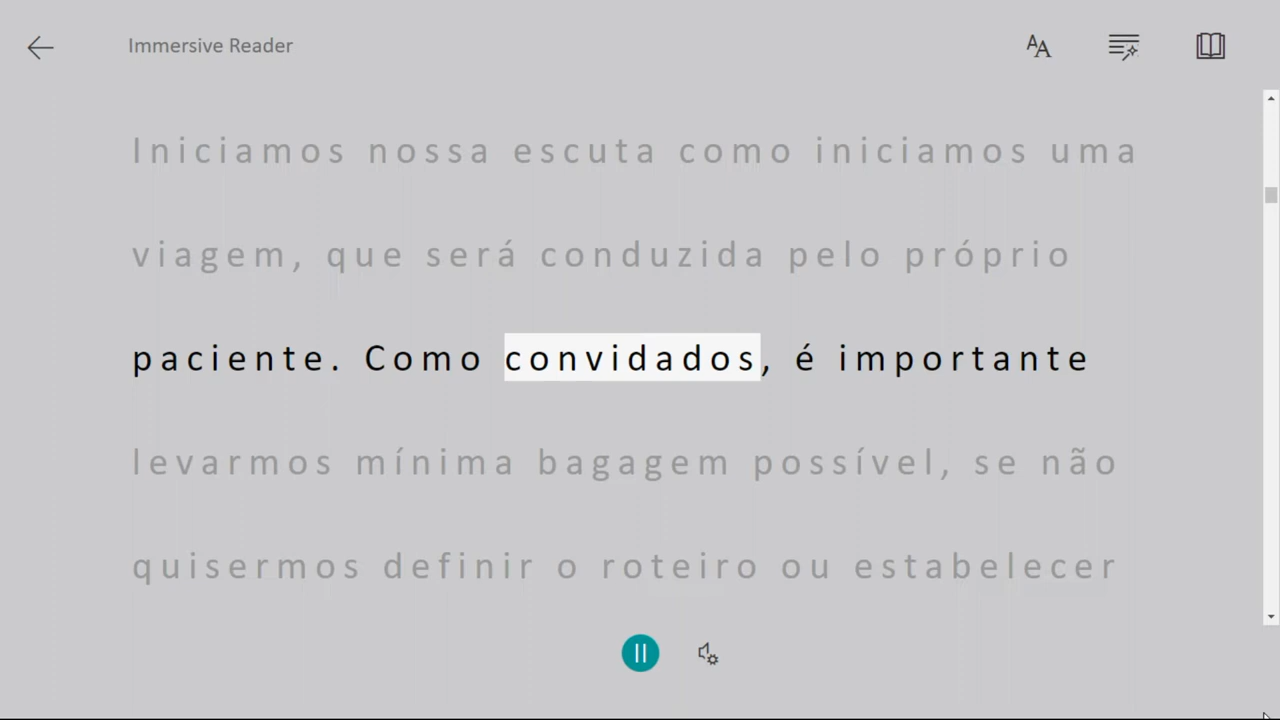 Immersive Reader
Iniciamos nossa escuta como iniciamos uma
viagem, que será conduzida pelo próprio
paciente. Como convidados, é importante
levarmos mínima bagagem possível, se não
quisermos definir o roteiro ou estabelecer